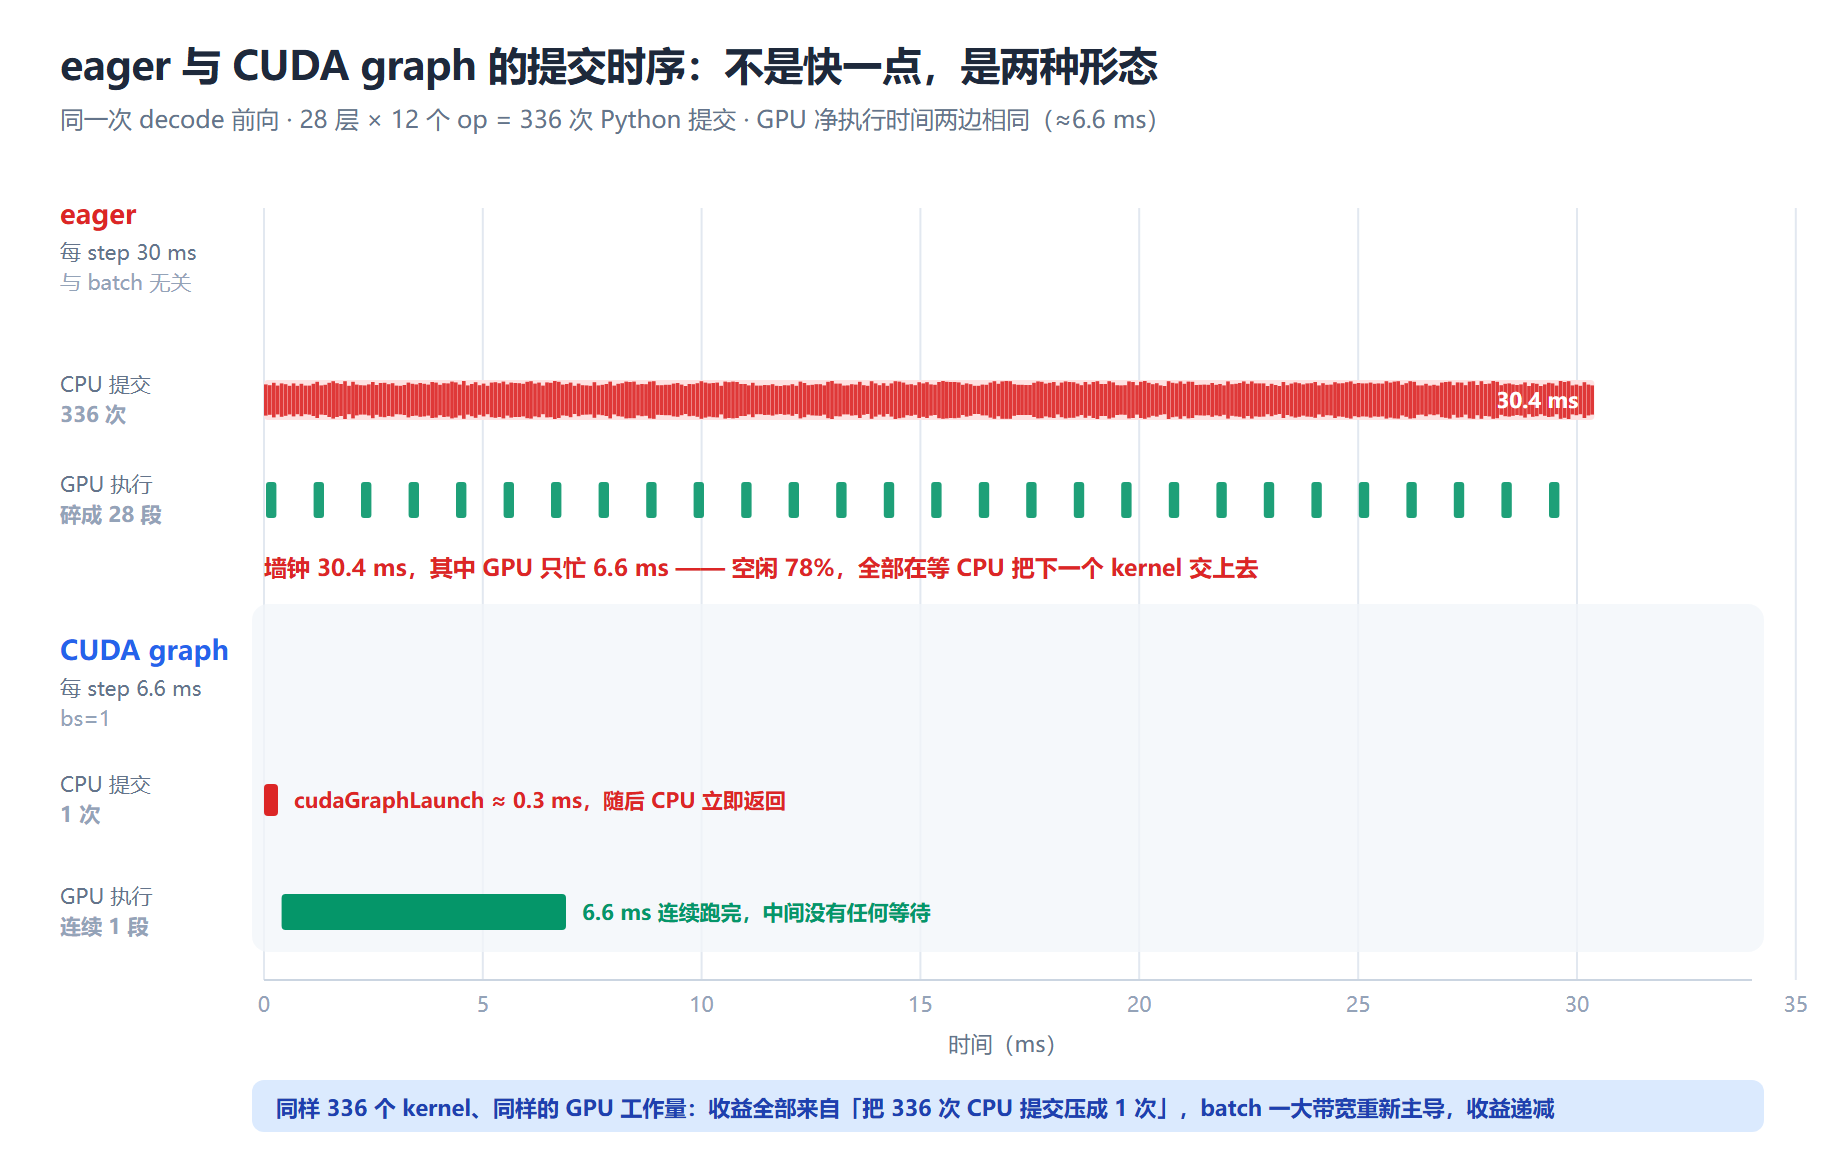 eager 与 CUDA graph 的提交时序：不是快一点，是两种形态
同一次 decode 前向 · 28 层 × 12 个 op = 336 次 Python 提交 · GPU 净执行时间两边相同（≈6.6 ms）
eager
每 step 30 ms
与 batch 无关
CPU 提交
336 次
30.4 ms
GPU 执行
碎成 28 段
墙钟 30.4 ms，其中 GPU 只忙 6.6 ms —— 空闲 78%，全部在等 CPU 把下一个 kernel 交上去
CUDA graph
每 step 6.6 ms
bs=1
CPU 提交
1 次
cudaGraphLaunch ≈ 0.3 ms，随后 CPU 立即返回
GPU 执行
连续 1 段
6.6 ms 连续跑完，中间没有任何等待
0 5 10 15 20 25 30 35
时间（ms）
同样 336 个 kernel、同样的 GPU 工作量：收益全部来自「把 336 次 CPU 提交压成 1 次」，batch 一大带宽重新主导，收益递减